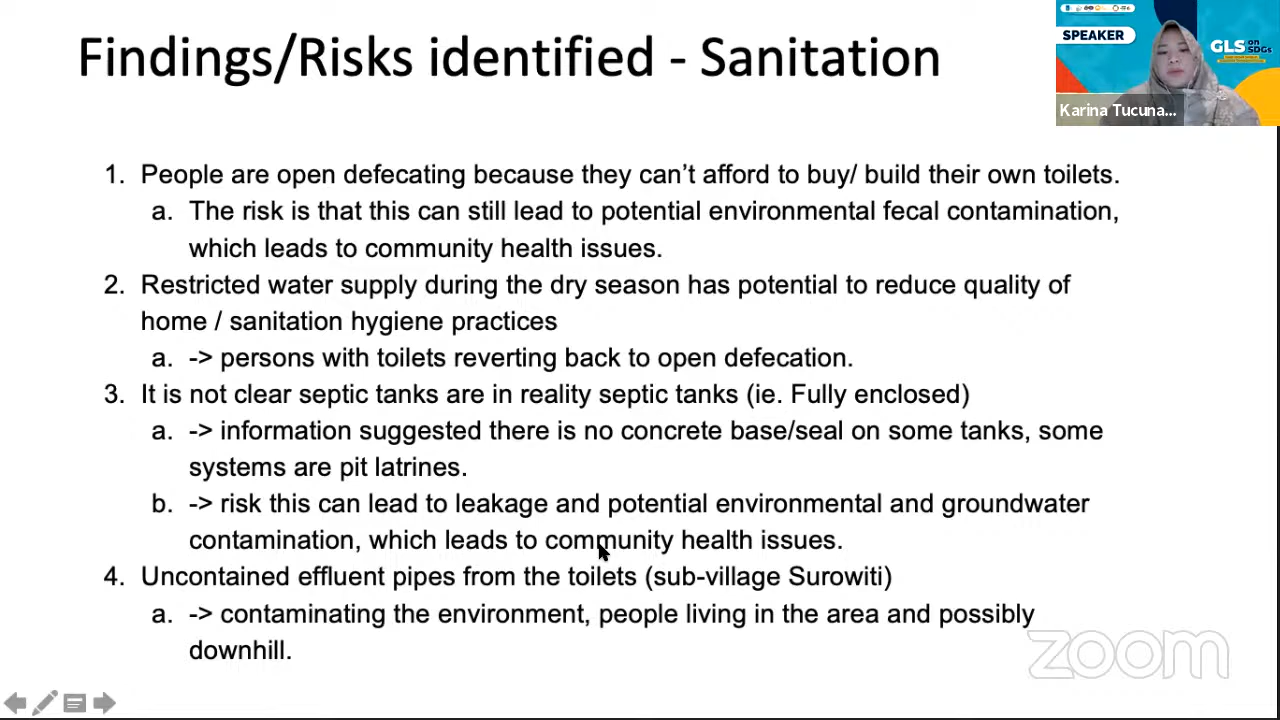 Findings/Risks identified - Sanitation
SPEAKER
GLS on SDGs
Karina Tucuna...
1. People are open defecating because they can’t afford to buy/ build their own toilets.
a. The risk is that this can still lead to potential environmental fecal contamination,
which leads to community health issues.
2. Restricted water supply during the dry season has potential to reduce quality of
home / sanitation hygiene practices
a. -> persons with toilets reverting back to open defecation.
3. It is not clear septic tanks are in reality septic tanks (ie. Fully enclosed)
a. -> information suggested there is no concrete base/seal on some tanks, some
systems are pit latrines.
b. -> risk this can lead to leakage and potential environmental and groundwater
contamination, which leads to community health issues.
4. Uncontained effluent pipes from the toilets (sub-village Surowiti)
a. -> contaminating the environment, people living in the area and possibly
downhill.
zoom